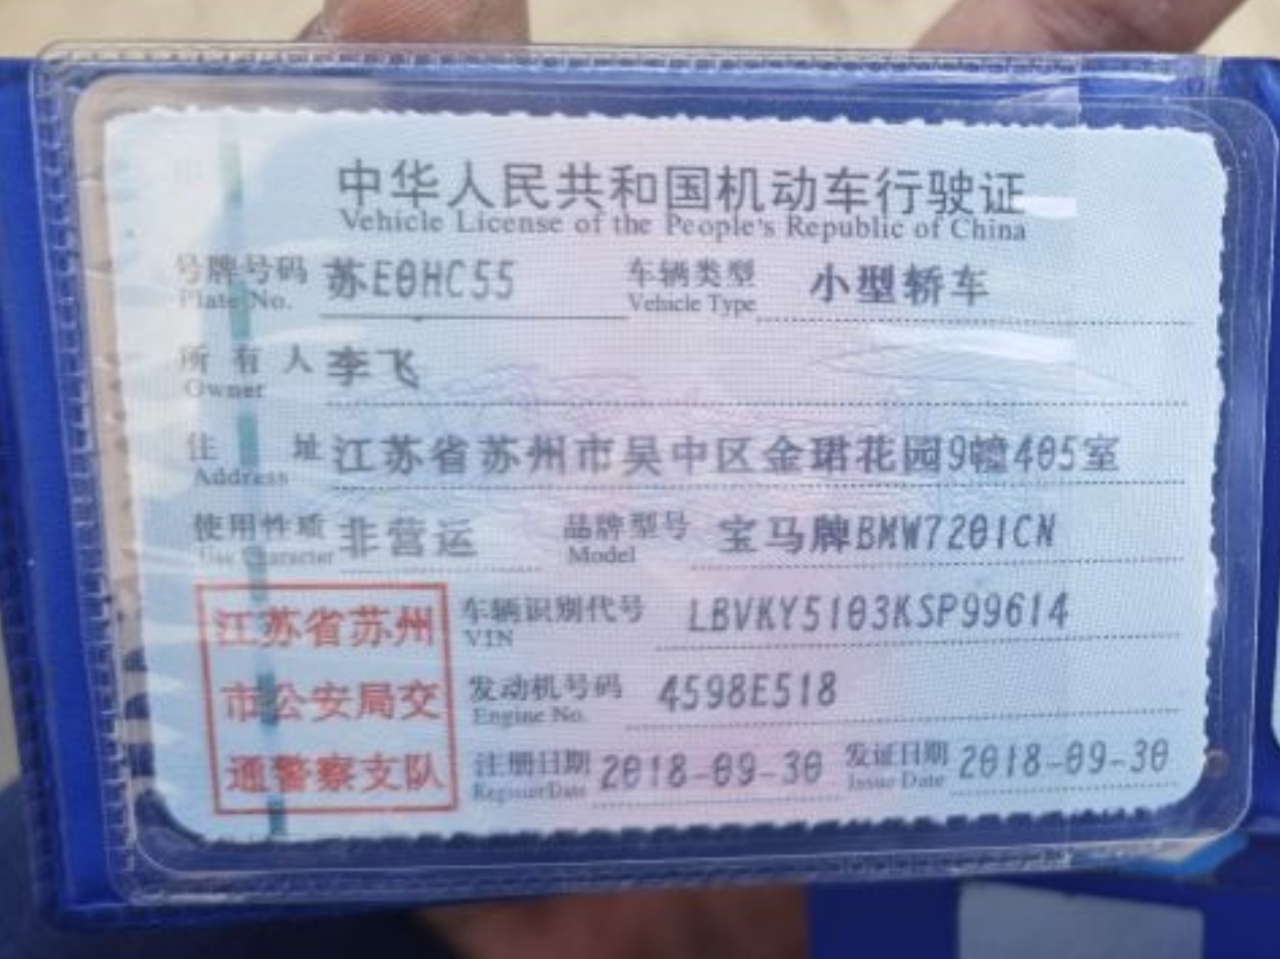 中华人民共和国机动车行驶证
Vehicle License of the People's Republic of China
号牌号码 苏E0HC55 车辆类型 小型轿车
Plate No. Vehicle Type
所有人 李飞
Owner
住址 江苏省苏州市吴中区金珺花园9幢405室
Address
使用性质 非营运 品牌型号 宝马牌BMW7201CN
Use Character Model
江苏省苏州
市公安局交
通警察支队
车辆识别代号 LBVKY5103KSP99614
VIN
发动机号码 4598E518
Engine No.
注册日期 2018-09-30 发证日期 2018-09-30
Register Date Issue Date